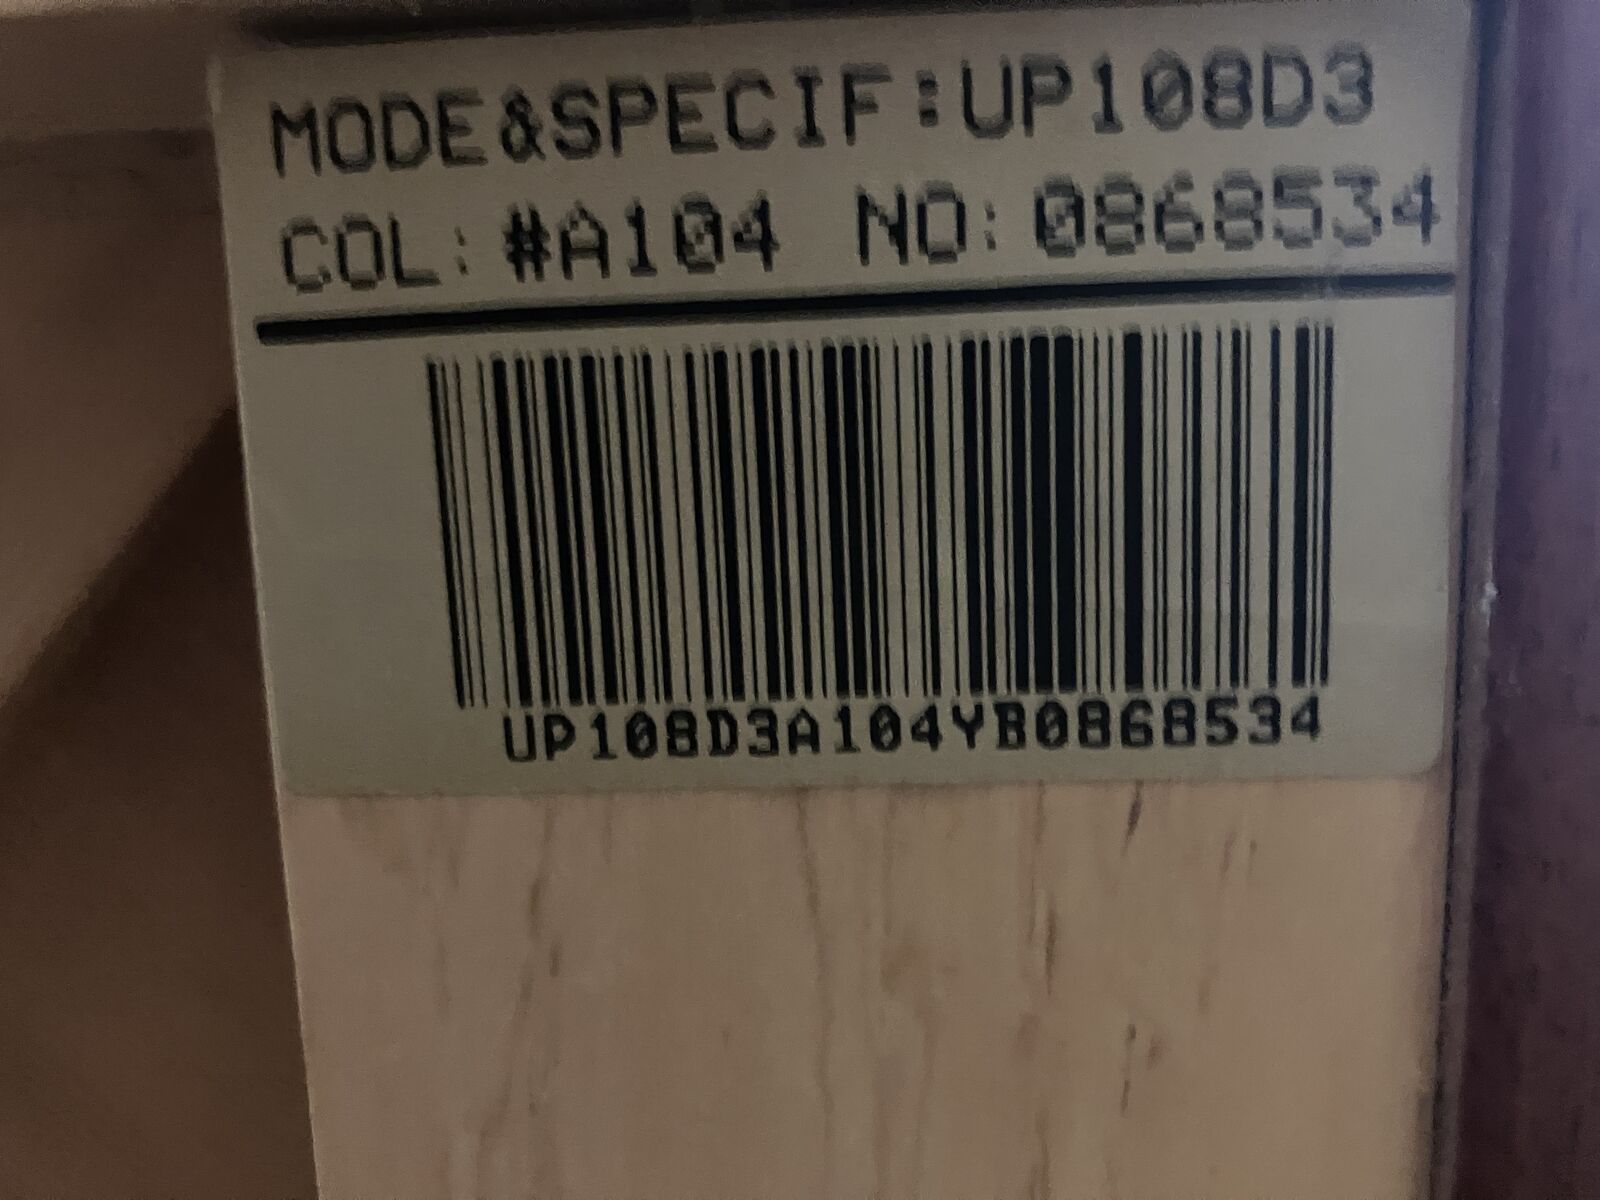 MODE&SPECIF:UP108D3
COL: #A104 NO: 0868534
UP108D3A104YB0868534